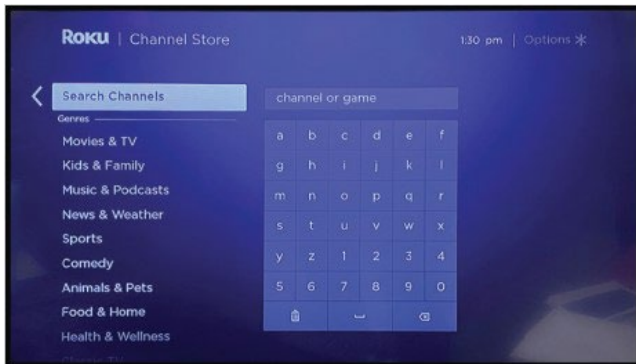 Roku | Channel Store
1:30 pm | Options
Search Channels
channel or game
Genres
Movies & TV
Kids & Family
Music & Podcasts
News & Weather
Sports
Comedy
Animals & Pets
Food & Home
Health & Wellness
Classic TV
a b c d e f
g h i j k l
m n o p q r
s t u v w x
y z 1 2 3 4
5 6 7 8 9 0